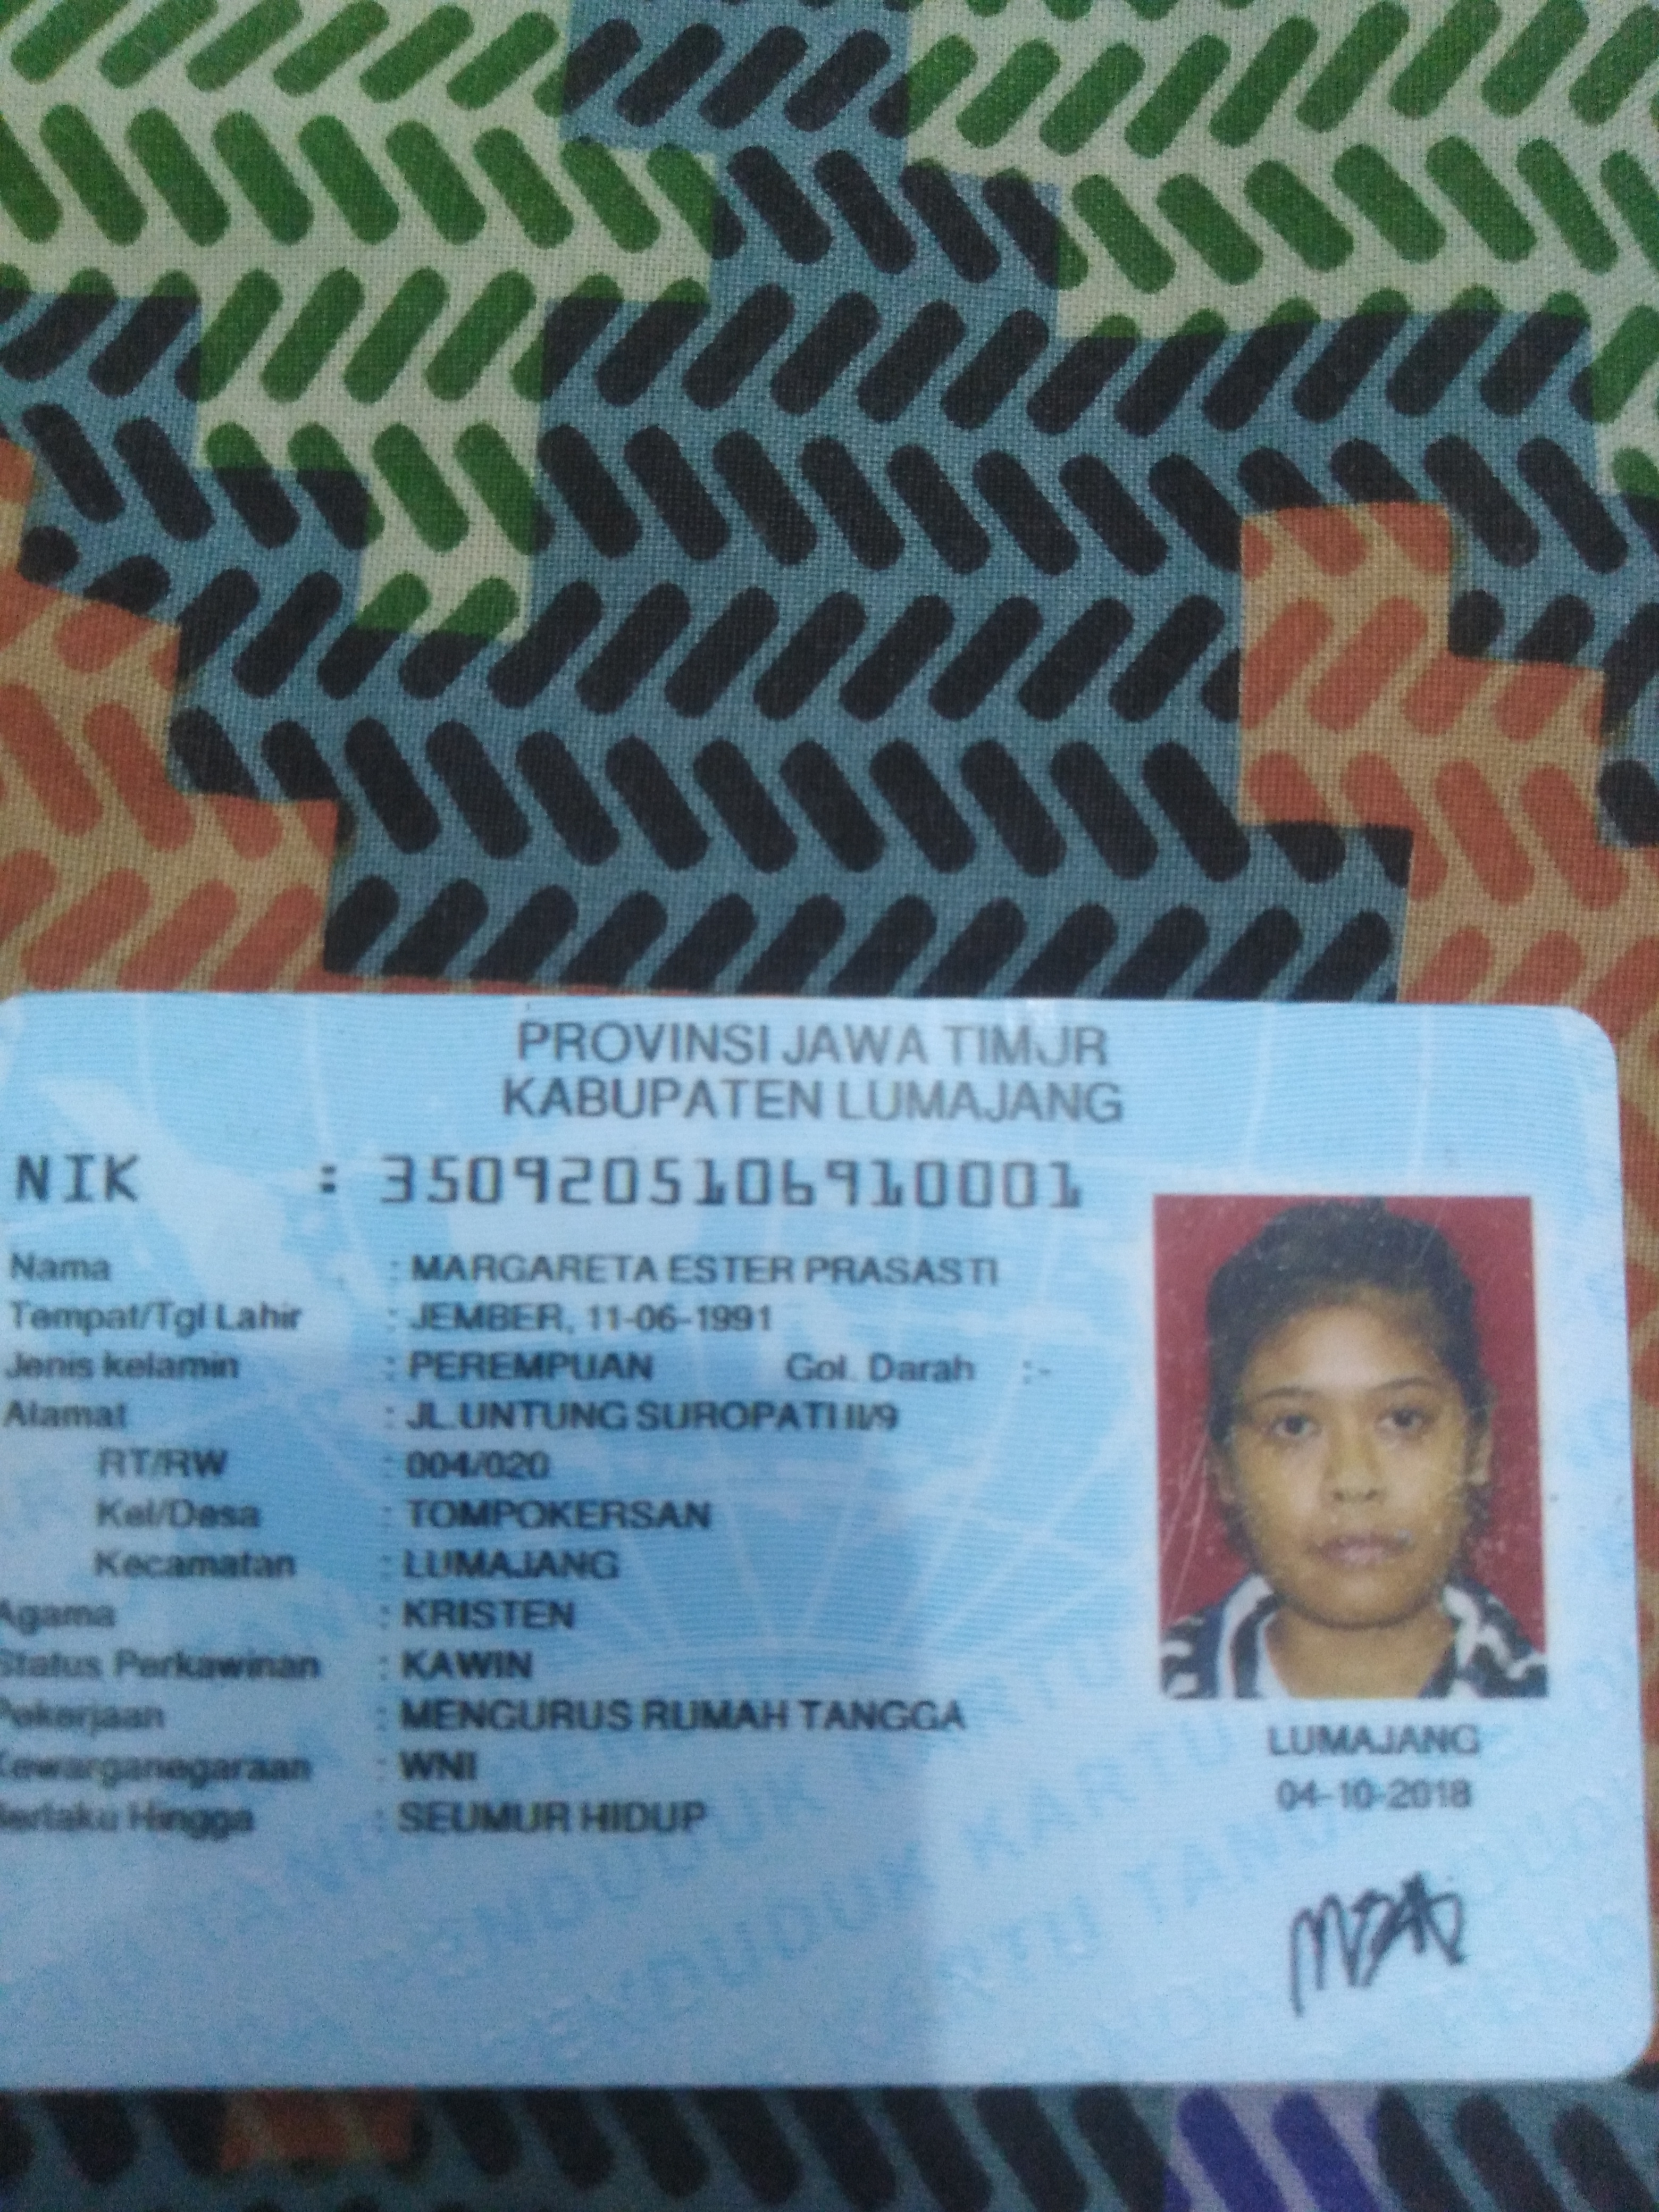 PROVINSI JAWA TIMUR
KABUPATEN LUMAJANG
NIK : 3509205106910001
Nama : MARGARETA ESTER PRASASTI
Tempat/Tgl Lahir : JEMBER, 11-06-1991
Jenis kelamin : PEREMPUAN Gol. Darah :-
Alamat : JL.UNTUNG SUROPATI II/9
RT/RW : 004/020
Kel/Desa : TOMPOKERSAN
Kecamatan : LUMAJANG
Agama : KRISTEN
Status Perkawinan : KAWIN
Pekerjaan : MENGURUS RUMAH TANGGA
Kewarganegaraan : WNI
Berlaku Hingga : SEUMUR HIDUP
LUMAJANG
04-10-2018